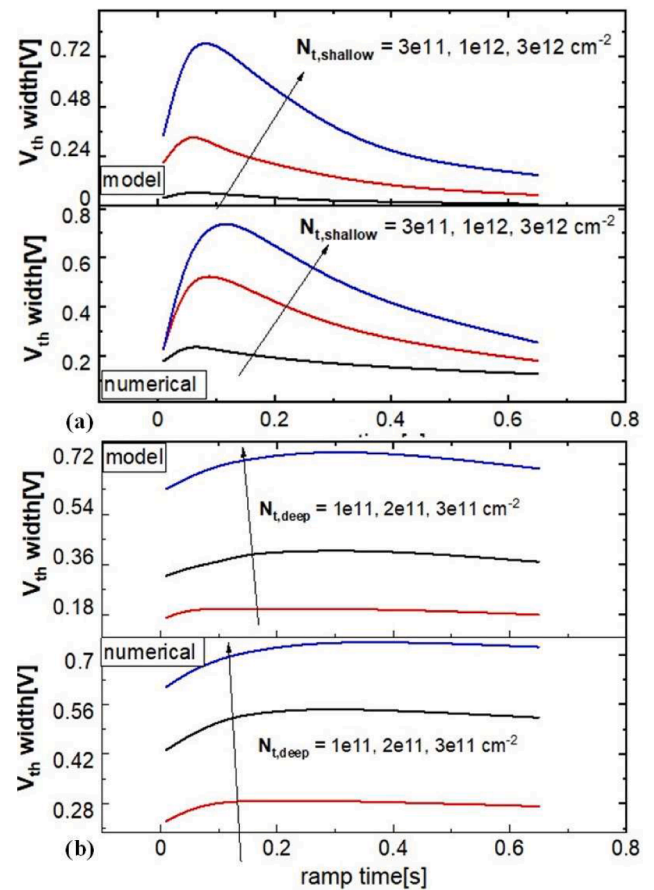 V_th width[V]
0.72
0.48
0.24
0
N_t,shallow = 3e11, 1e12, 3e12 cm^-2
model
V_th width[V]
0.8
0.6
0.4
0.2
N_t,shallow = 3e11, 1e12, 3e12 cm^-2
numerical
(a)
0 0.2 0.4 0.6 0.8
V_th width[V]
0.72
0.54
0.36
0.18
model
N_t,deep = 1e11, 2e11, 3e11 cm^-2
V_th width[V]
0.7
0.56
0.42
0.28
numerical
N_t,deep = 1e11, 2e11, 3e11 cm^-2
(b)
0 0.2 0.4 0.6 0.8
ramp time[s]